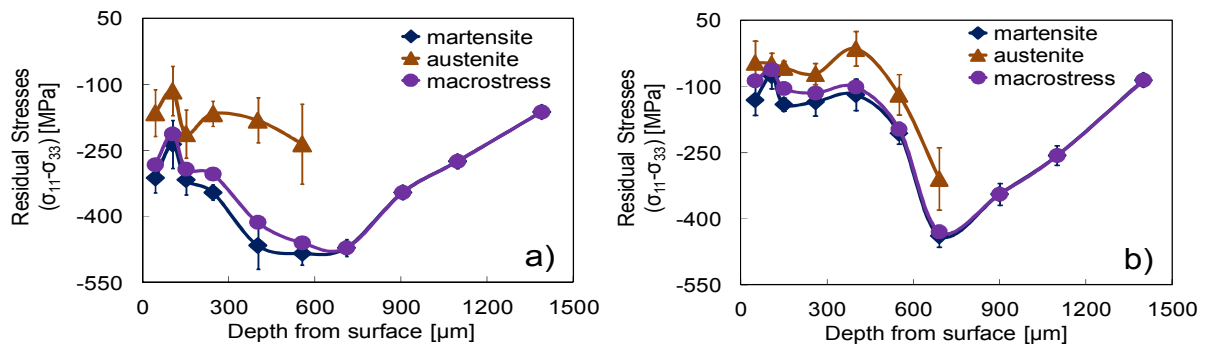 50
-100
-250
-400
-550
Residual Stresses
(σ11-σ33) [MPa]
martensite
austenite
macrostress
a)
0 300 600 900 1200 1500
Depth from surface [µm]
50
-100
-250
-400
-550
Residual Stresses
(σ11-σ33) [MPa]
martensite
austenite
macrostress
b)
0 300 600 900 1200 1500
Depth from surface [µm]